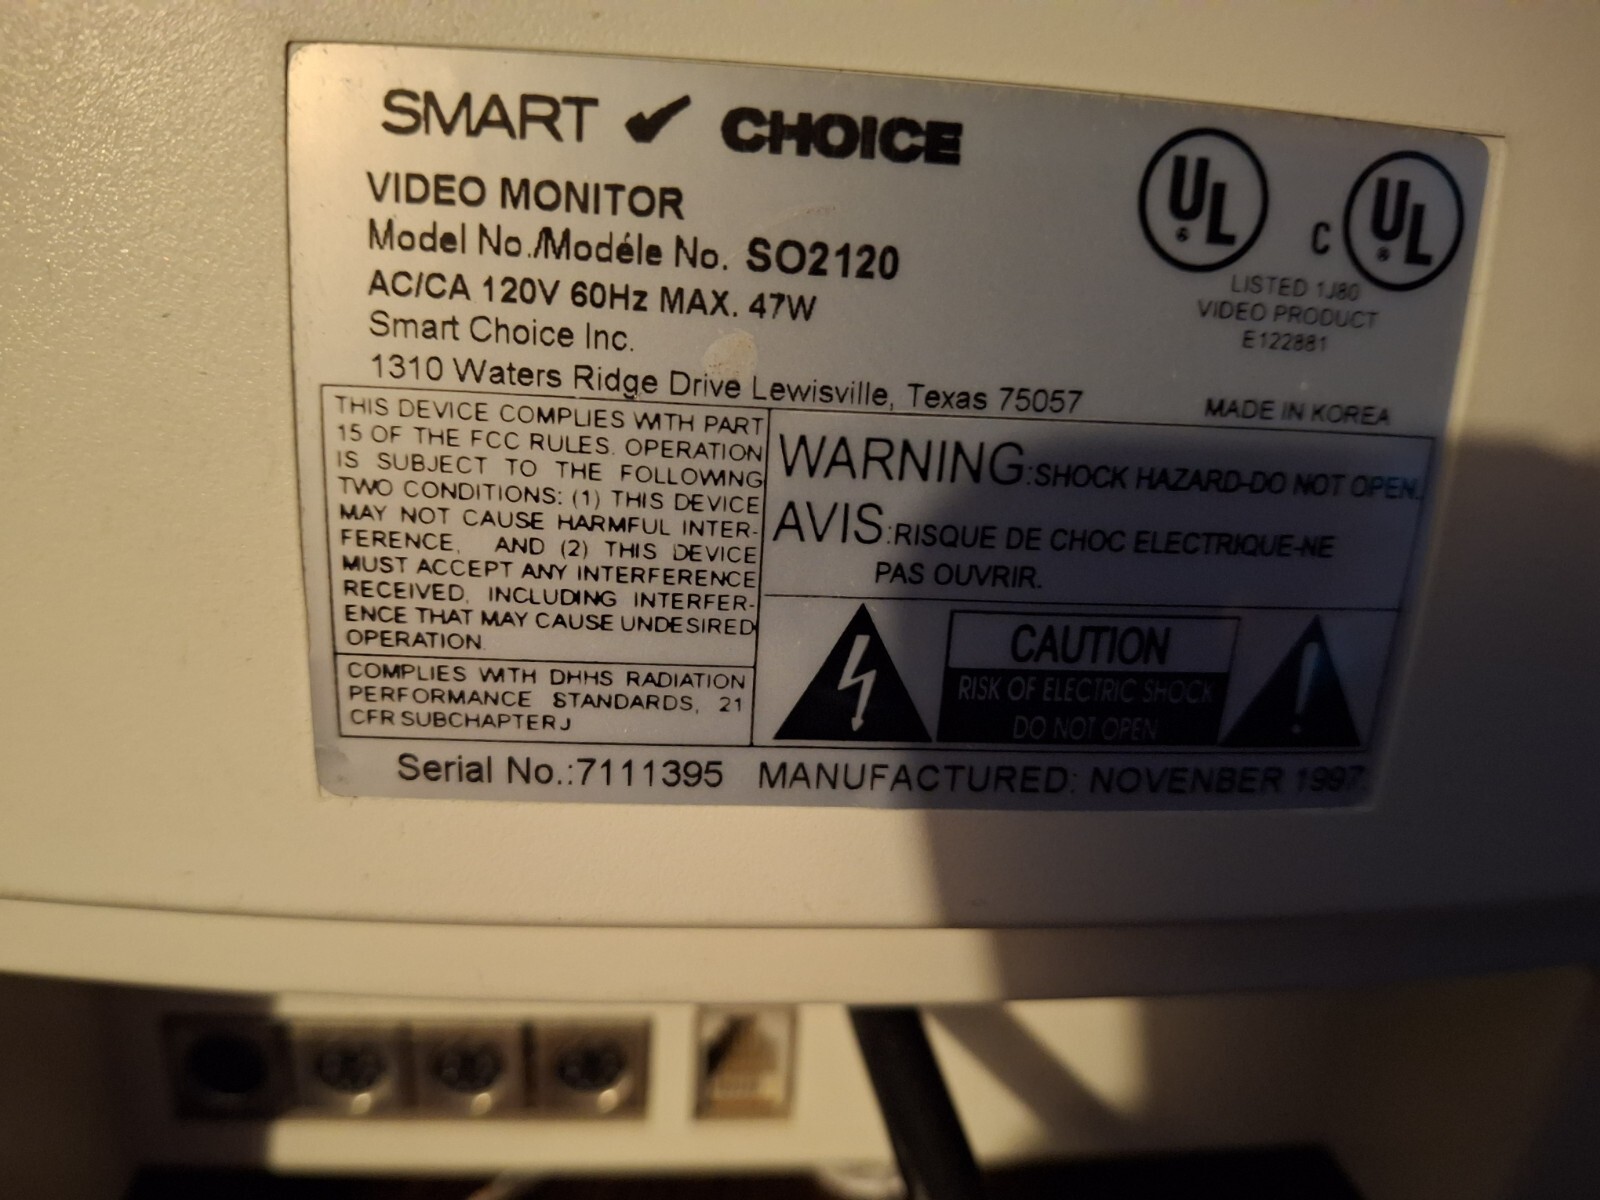 SMART ✔ CHOICE
VIDEO MONITOR
Model No./Modéle No. SO2120
AC/CA 120V 60Hz MAX. 47W
Smart Choice Inc.
1310 Waters Ridge Drive Lewisville, Texas 75057
UL
C UL
LISTED 1J80
VIDEO PRODUCT
E122881
MADE IN KOREA
THIS DEVICE COMPLIES WITH PART
15 OF THE FCC RULES. OPERATION
IS SUBJECT TO THE FOLLOWING
TWO CONDITIONS: (1) THIS DEVICE
MAY NOT CAUSE HARMFUL INTER-
FERENCE, AND (2) THIS DEVICE
MUST ACCEPT ANY INTERFERENCE
RECEIVED, INCLUDING INTERFER-
ENCE THAT MAY CAUSE UNDESIRED
OPERATION.
COMPLIES WITH DHHS RADIATION
PERFORMANCE STANDARDS, 21
CFR SUBCHAPTER J
WARNING:SHOCK HAZARD-DO NOT OPEN.
AVIS:RISQUE DE CHOC ELECTRIQUE-NE
PAS OUVRIR.
CAUTION
RISK OF ELECTRIC SHOCK
DO NOT OPEN
Serial No.:7111395 MANUFACTURED: NOVENBER 1997.